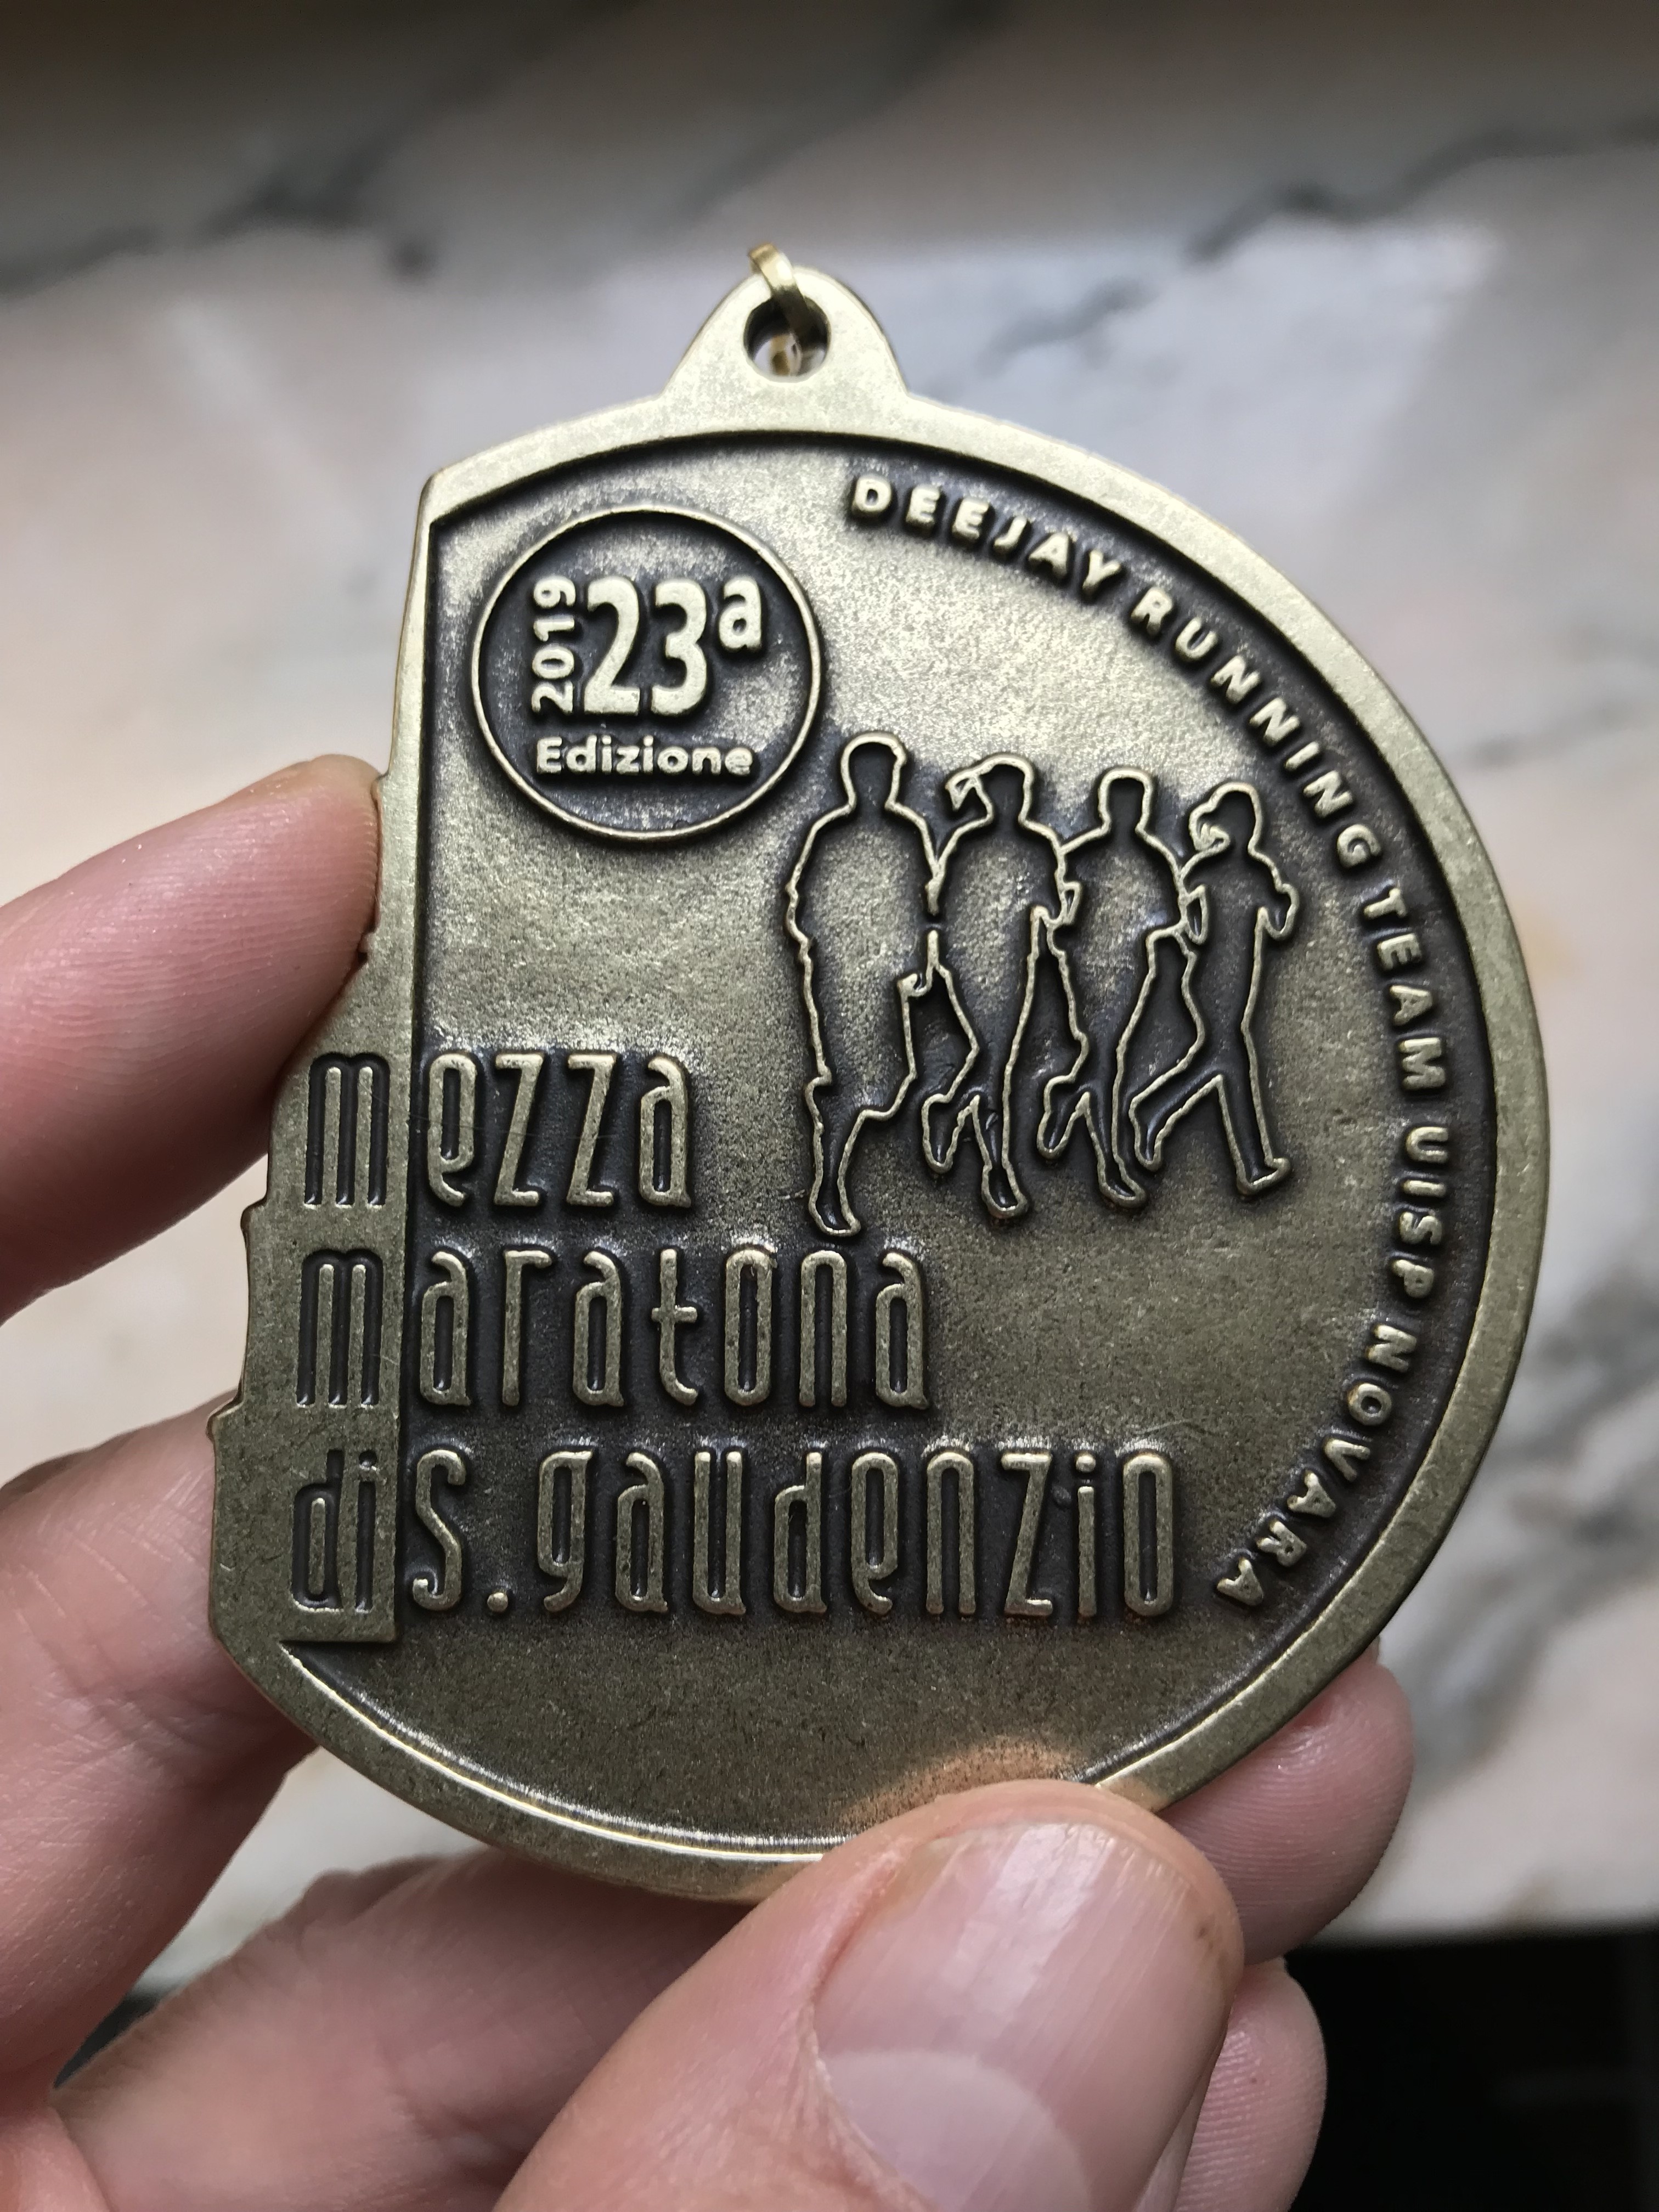 2019
23ª
Edizione
DEEJAY RUNNING TEAM UISP NOVARA
mezza
maratona
di S. gaudenzio